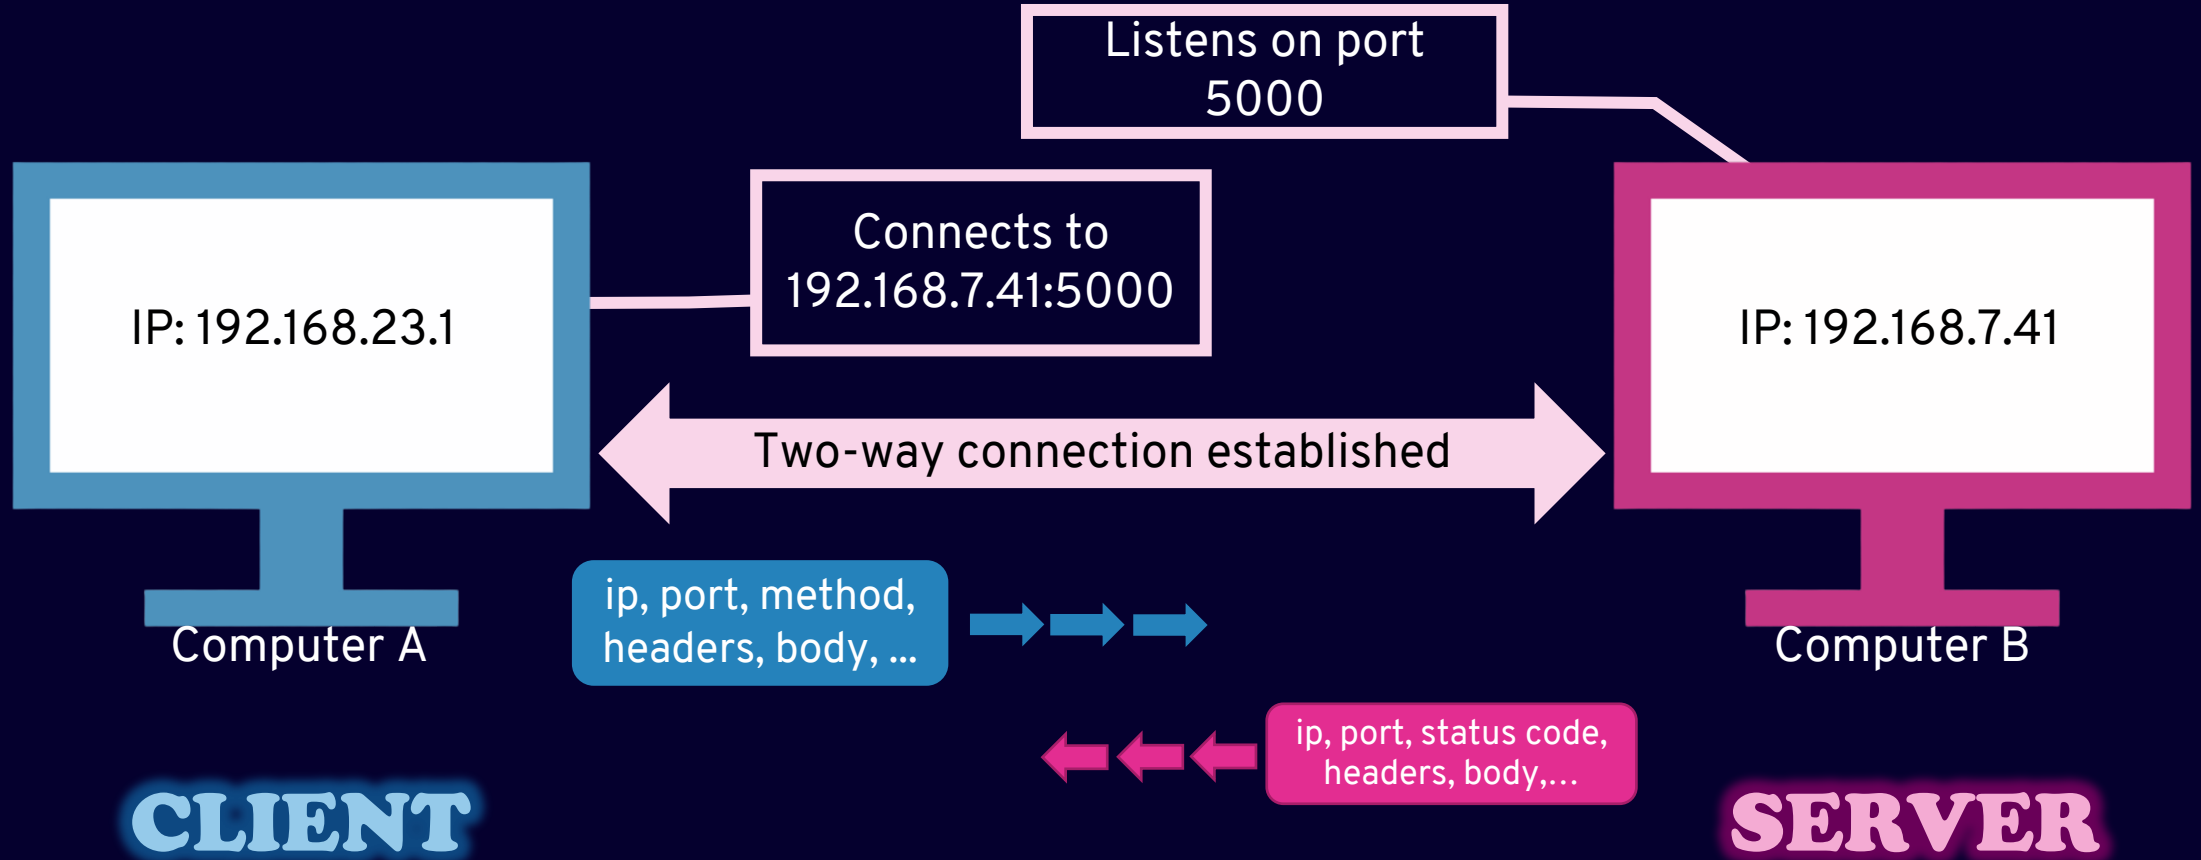 Listens on port
5000
Connects to
192.168.7.41:5000
IP: 192.168.23.1
IP: 192.168.7.41
Two-way connection established
ip, port, method,
headers, body, ...
Computer A
Computer B
ip, port, status code,
headers, body,...
CLIENT
SERVER